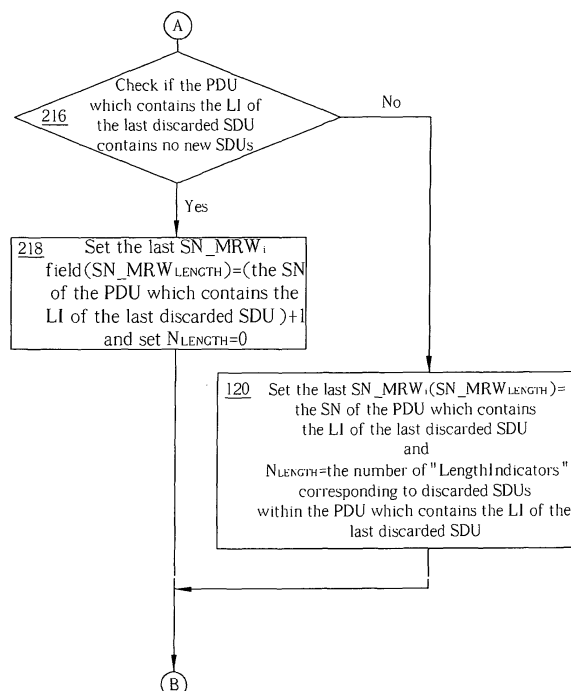 A
Check if the PDU
which contains the LI of
216 the last discarded SDU
contains no new SDUs
No
Yes
218 Set the last SN_MRWi
field(SN_MRWLENGTH)=(the SN
of the PDU which contains the
LI of the last discarded SDU )+1
and set NLENGTH=0
120 Set the last SN_MRWi(SN_MRWLENGTH)=
the SN of the PDU which contains
the LI of the last discarded SDU
and
NLENGTH=the number of "LengthIndicators"
corresponding to discarded SDUs
within the PDU which contains the LI of the
last discarded SDU
B